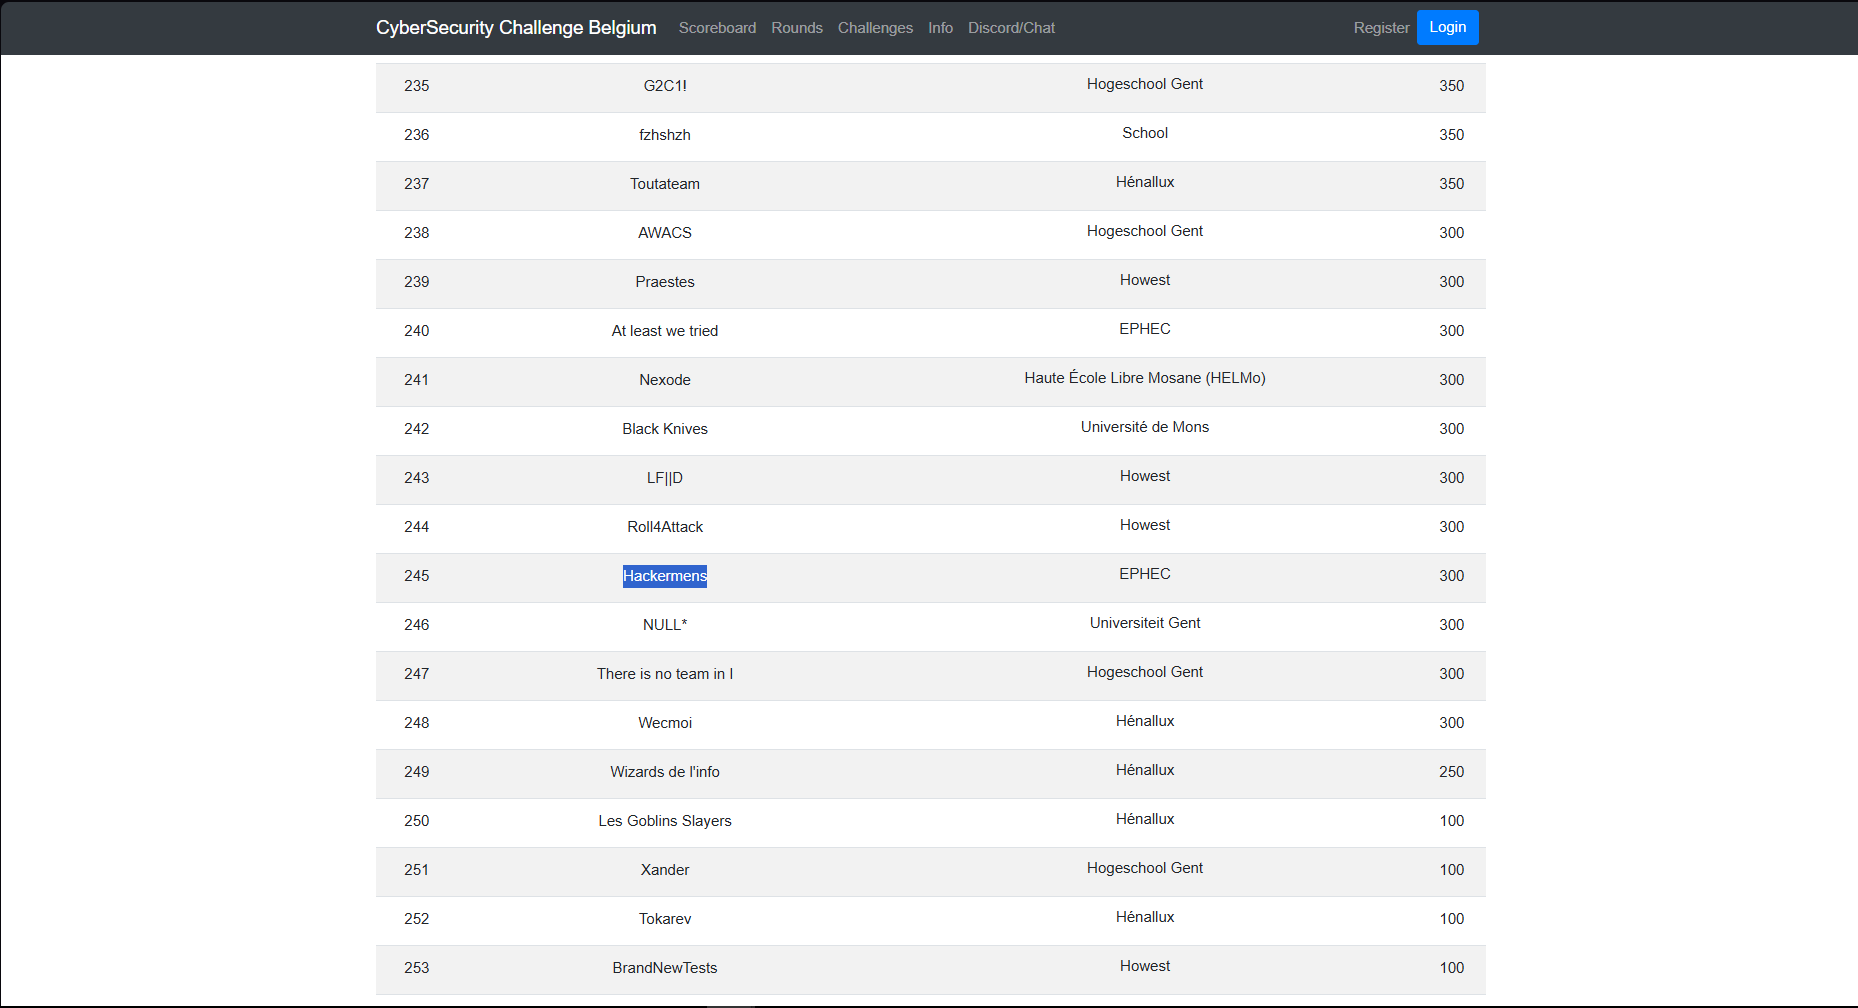 CyberSecurity Challenge Belgium Scoreboard Rounds Challenges Info Discord/Chat Register Login
235 G2C1! Hogeschool Gent 350
236 fzhshzh School 350
237 Toutateam Hénallux 350
238 AWACS Hogeschool Gent 300
239 Praestes Howest 300
240 At least we tried EPHEC 300
241 Nexode Haute École Libre Mosane (HELMo) 300
242 Black Knives Université de Mons 300
243 LF||D Howest 300
244 Roll4Attack Howest 300
245 Hackermens EPHEC 300
246 NULL* Universiteit Gent 300
247 There is no team in I Hogeschool Gent 300
248 Wecmoi Hénallux 300
249 Wizards de l'info Hénallux 250
250 Les Goblins Slayers Hénallux 100
251 Xander Hogeschool Gent 100
252 Tokarev Hénallux 100
253 BrandNewTests Howest 100